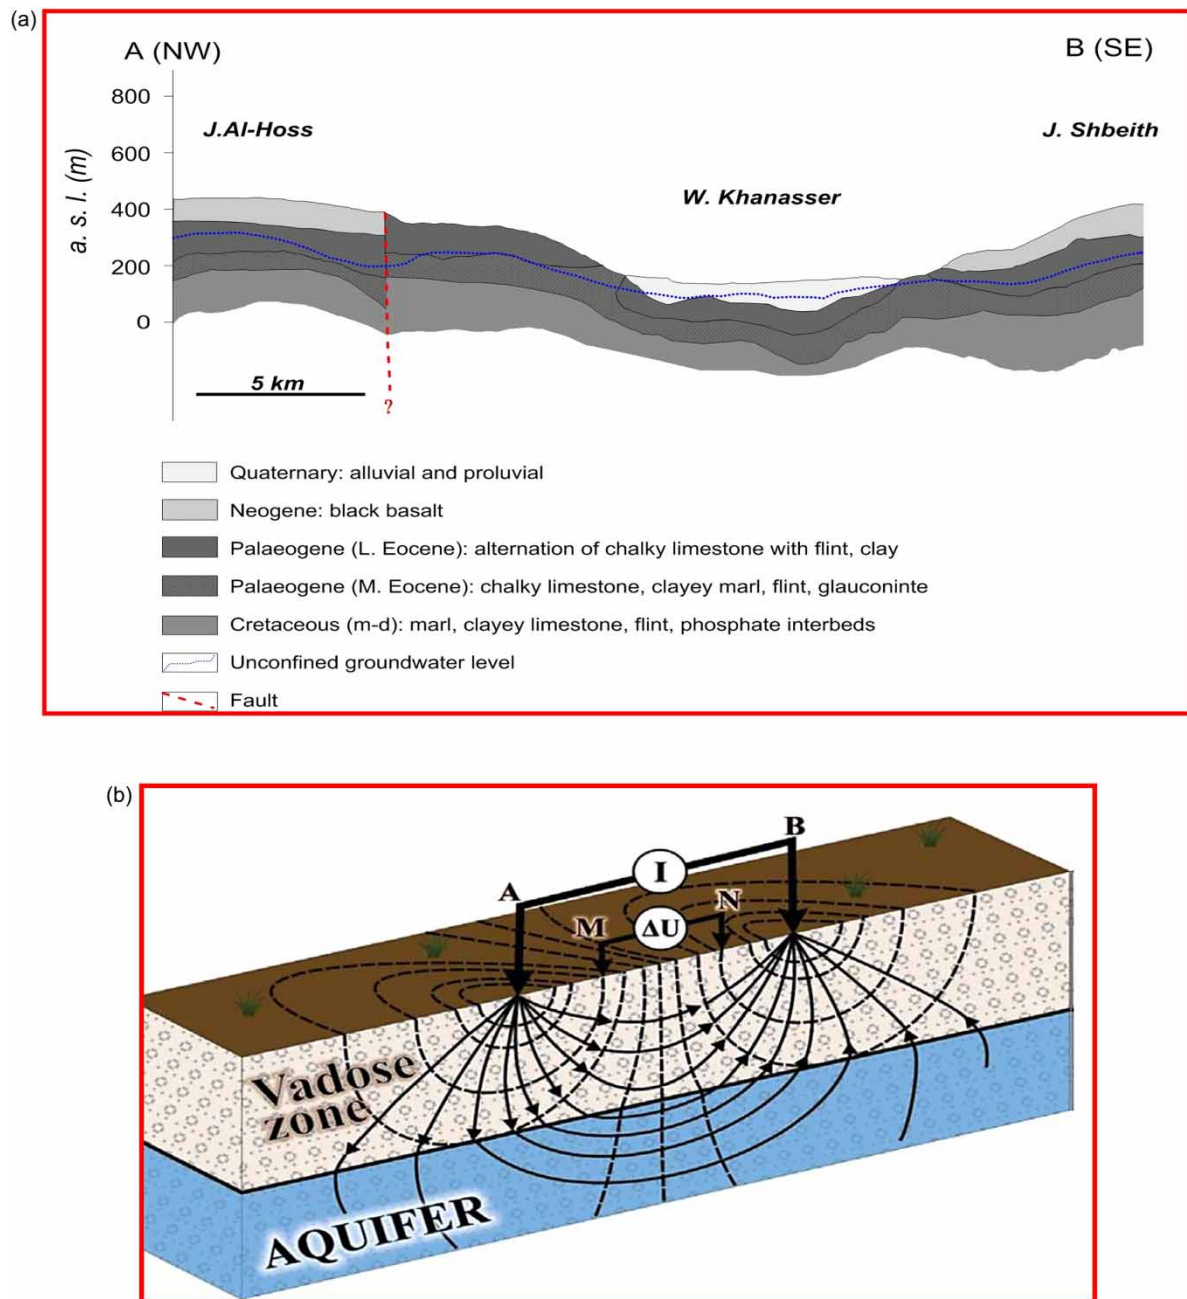 (a)
A (NW)
B (SE)
800
J.Al-Hoss
J. Shbeith
600
W. Khanasser
400
a. s. l. (m)
200
0
5 km
?
Quaternary: alluvial and proluvial
Neogene: black basalt
Palaeogene (L. Eocene): alternation of chalky limestone with flint, clay
Palaeogene (M. Eocene): chalky limestone, clayey marl, flint, glauconinte
Cretaceous (m-d): marl, clayey limestone, flint, phosphate interbeds
Unconfined groundwater level
Fault
(b)
B
I
A
N
M
ΔU
Vadose
zone
AQUIFER